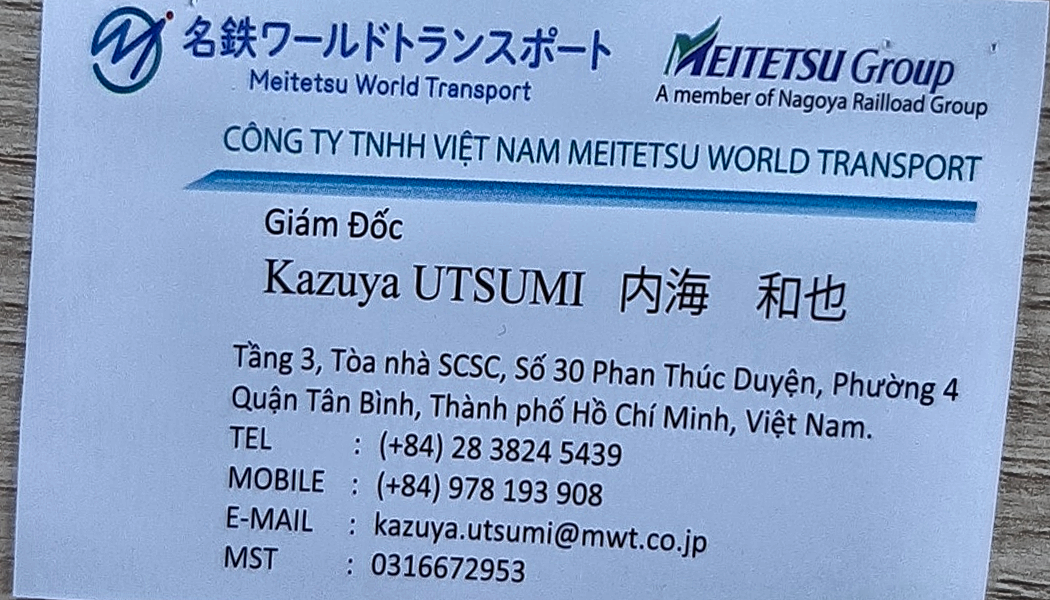 名鉄ワールドトランスポート
Meitetsu World Transport
MEITETSU Group
A member of Nagoya Railload Group
CÔNG TY TNHH VIỆT NAM MEITETSU WORLD TRANSPORT
Giám Đốc
Kazuya UTSUMI 内海 和也
Tầng 3, Tòa nhà SCSC, Số 30 Phan Thúc Duyện, Phường 4
Quận Tân Bình, Thành phố Hồ Chí Minh, Việt Nam.
TEL : (+84) 28 3824 5439
MOBILE : (+84) 978 193 908
E-MAIL : kazuya.utsumi@mwt.co.jp
MST : 0316672953